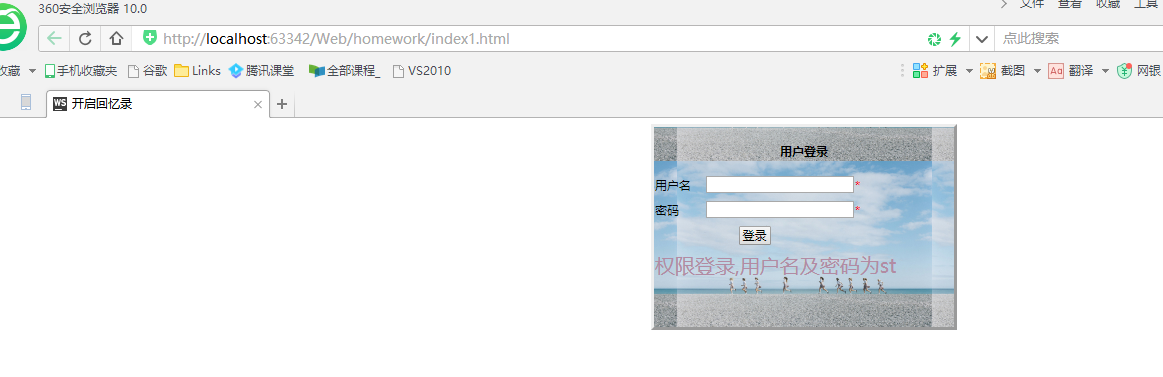 360安全浏览器 10.0
文件 查看 收藏 工具
http://localhost:63342/Web/homework/index1.html
点此搜索
收藏 手机收藏夹 谷歌 Links 腾讯课堂 全部课程_ VS2010 扩展 截图 Aa 翻译 网银
WS 开启回忆录
用户登录
用户名 *
密码 *
登录
权限登录,用户名及密码为st